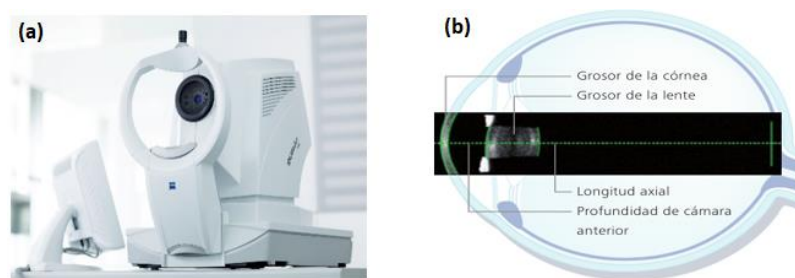 (a)
(b)
Grosor de la córnea
Grosor de la lente
Longitud axial
Profundidad de cámara
anterior